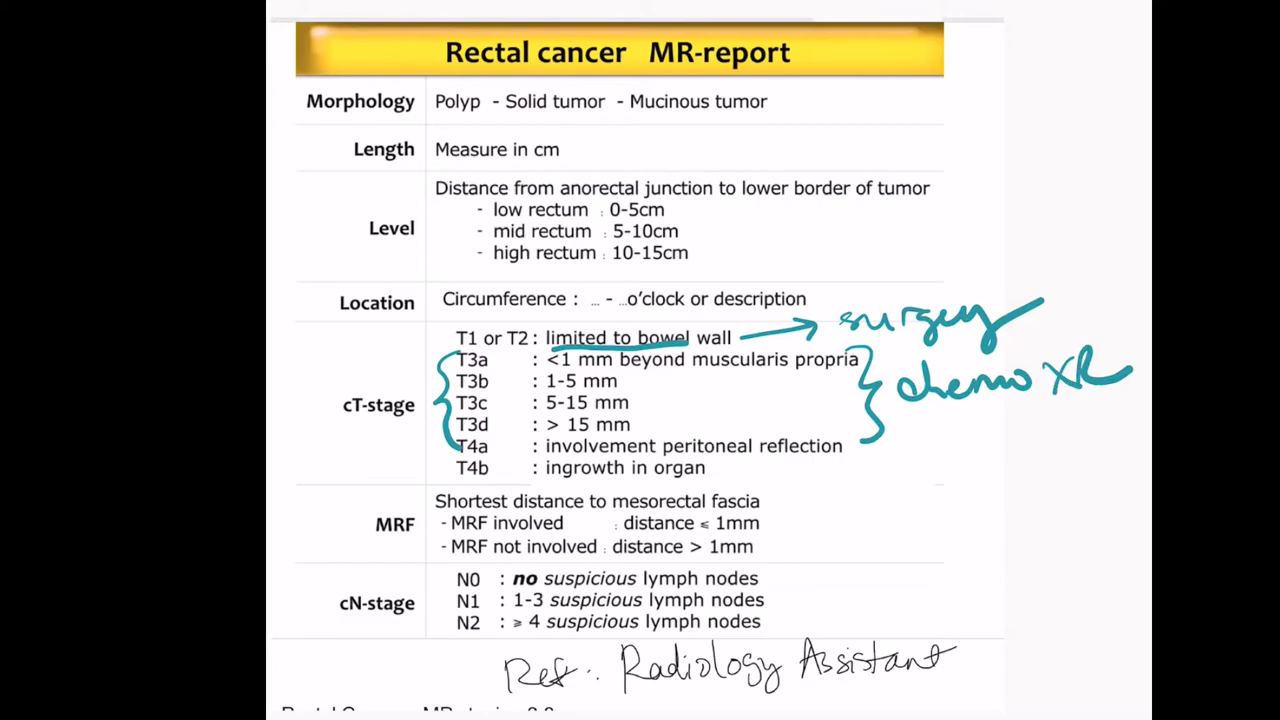 Rectal cancer MR-report
Morphology Polyp - Solid tumor - Mucinous tumor
Length Measure in cm
Level Distance from anorectal junction to lower border of tumor
- low rectum : 0-5cm
- mid rectum : 5-10cm
- high rectum : 10-15cm
Location Circumference : ... - ...o'clock or description
cT-stage
T1 or T2 : limited to bowel wall → surgery
T3a : <1 mm beyond muscularis propria
T3b : 1-5 mm chemo XR
T3c : 5-15 mm
T3d : > 15 mm
T4a : involvement peritoneal reflection
T4b : ingrowth in organ
MRF Shortest distance to mesorectal fascia
- MRF involved : distance ≤ 1mm
- MRF not involved : distance > 1mm
cN-stage
N0 : no suspicious lymph nodes
N1 : 1-3 suspicious lymph nodes
N2 : ≥ 4 suspicious lymph nodes
Ref: Radiology Assistant